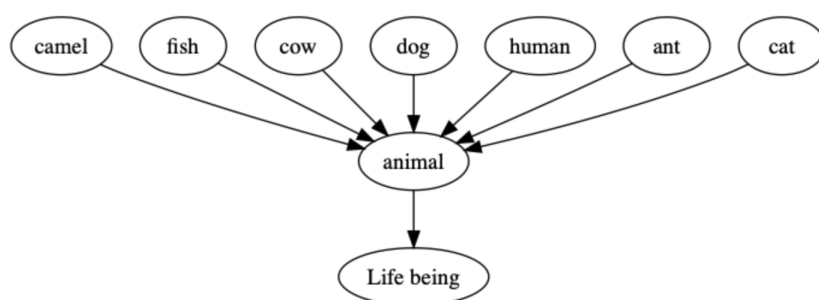 camel
fish
cow
dog
human
ant
cat
animal
Life being